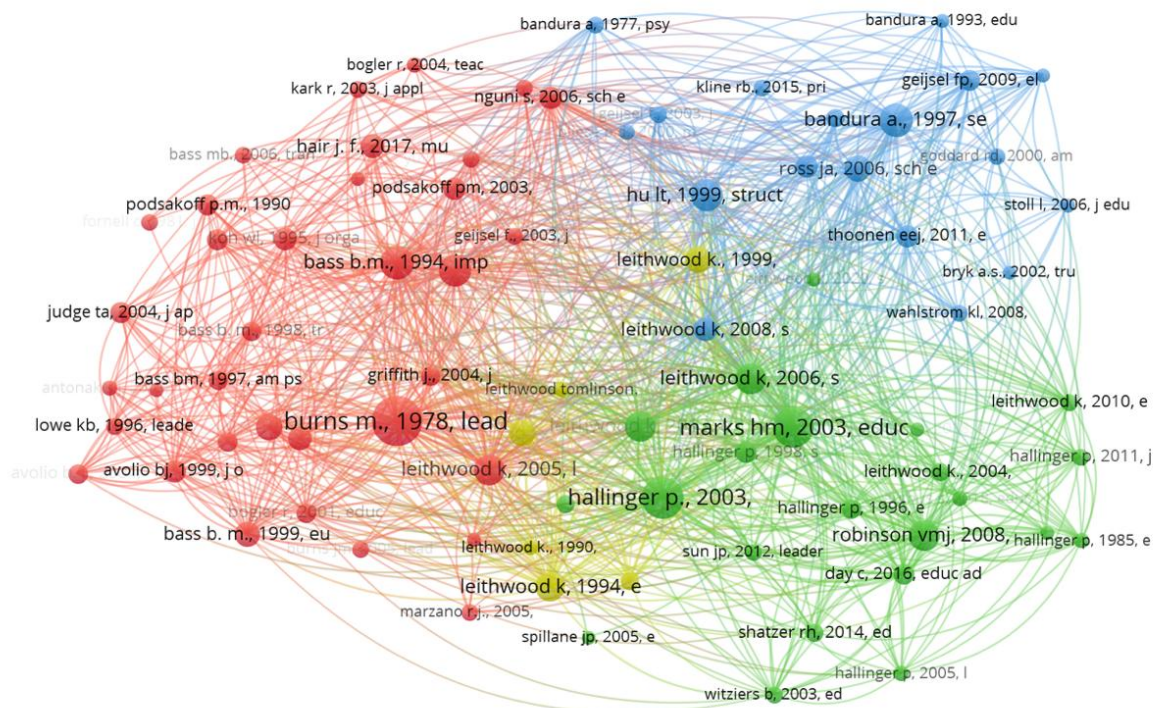 bandura a, 1977, psy
bandura a, 1993, edu
bogler r, 2004, teac
kark r, 2003, j appl
nguni s, 2006, sch e
kline rb., 2015, pri
geijsel fp, 2009, el
bandura a., 1997, se
hair j. f., 2017, mu
bass mb., 2006, tran
goddard rd, 2000, am
ross ja, 2006, sch e
podsakoff pm, 2003,
hu lt, 1999, struct
podsakoff p.m., 1990
stoll l, 2006, j edu
koh wl, 1995, j orga
geijsel f., 2003, j
thoonen eej, 2011, e
bass b.m., 1994, imp
leithwood k., 1999,
bryk a.s., 2002, tru
judge ta, 2004, j ap
wahlstrom kl, 2008,
bass b. m., 1998, tr
leithwood k., 2008, s
griffith j., 2004, j
leithwood k, 2006, s
bass bm, 1997, am ps
leithwood tomlinson,
leithwood k, 2010, e
burns m., 1978, lead
lowe kb, 1996, leade
marks hm, 2003, educ
hallinger p, 1998, s
hallinger p, 2011, j
leithwood k, 2005, l
avolio bj, 1999, j o
leithwood k., 2004,
hallinger p., 2003,
hallinger p, 1996, e
bogler r, 2001, educ
bass b. m., 1999, eu
robinson vmj, 2008,
hallinger p, 1985, e
leithwood k., 1990,
sun jp, 2012, leader
day c, 2016, educ ad
leithwood k, 1994, e
marzano r.j., 2005,
spillane jp, 2005, e
shatzer rh, 2014, ed
hallinger p, 2005, l
witziers b, 2003, ed